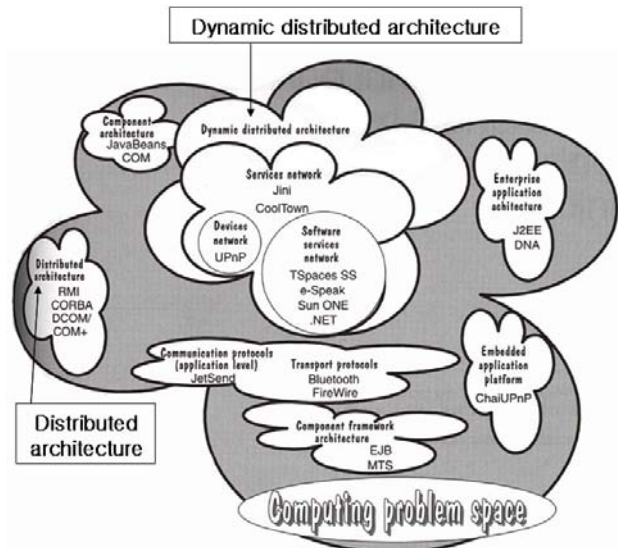 Dynamic distributed architecture
Component
architecture
JavaBeans
COM
Dynamic distributed architecture
Services network
Jini
CoolTown
Devices
network
UPnP
Software
services
network
TSpaces SS
e-Speak
Sun ONE
.NET
Enterprise
application
achitecture
J2EE
DNA
Distributed
architecture
RMI
CORBA
DCOM/
COM+
Communication protocols
(application level)
JetSend
Transport protocols
Bluetooth
FireWire
Embedded
application
platform
ChaiUPnP
Distributed
architecture
Component framework
architecture
EJB
MTS
Computing problem space